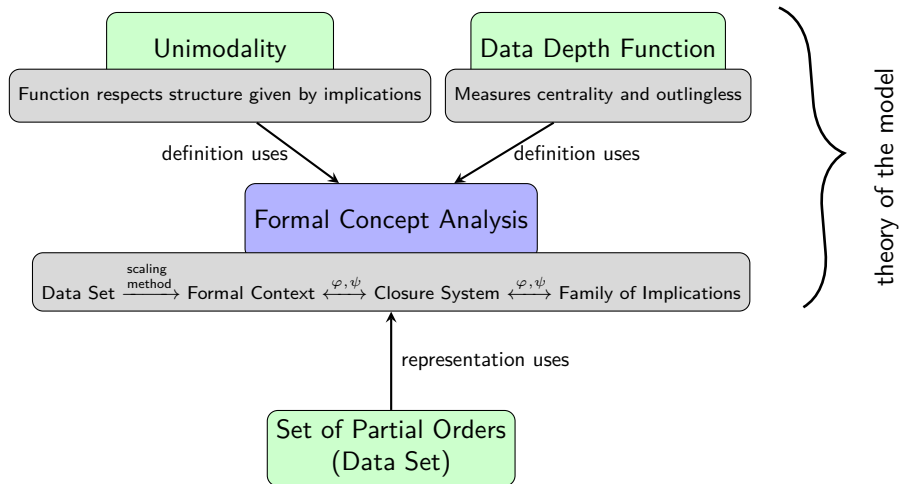 Unimodality
Data Depth Function
Function respects structure given by implications
Measures centrality and outlingless
definition uses
definition uses
Formal Concept Analysis
scaling
method
Data Set → Formal Context ←φ,ψ→ Closure System ←φ,ψ→ Family of Implications
representation uses
Set of Partial Orders
(Data Set)
theory of the model